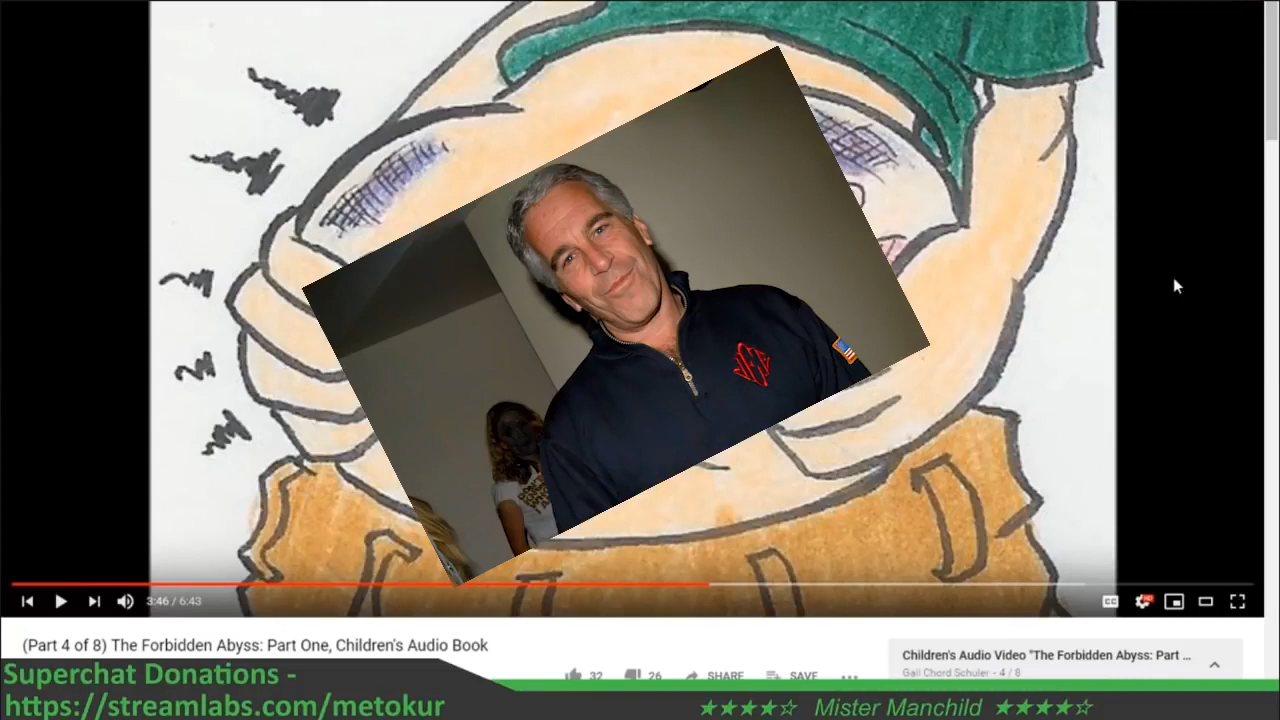 3:46 / 6:43
CC
HD
(Part 4 of 8) The Forbidden Abyss: Part One, Children's Audio Book
32
26
SHARE
SAVE
Children's Audio Video "The Forbidden Abyss: Part ...
Gail Chord Schuler - 4 / 8
Superchat Donations -
https://streamlabs.com/metokur
★★★★☆ Mister Manchild ★★★★☆